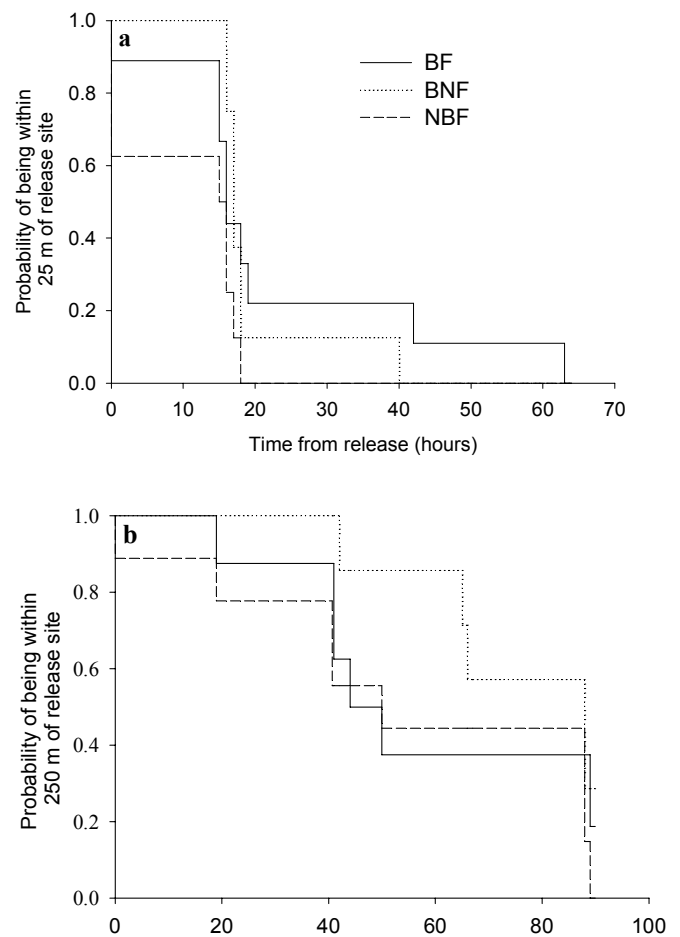 a
BF
BNF
NBF
Probability of being within
25 m of release site
1.0
0.8
0.6
0.4
0.2
0.0
0 10 20 30 40 50 60 70
Time from release (hours)
b
Probability of being within
250 m of release site
1.0
0.8
0.6
0.4
0.2
0.0
0 20 40 60 80 100